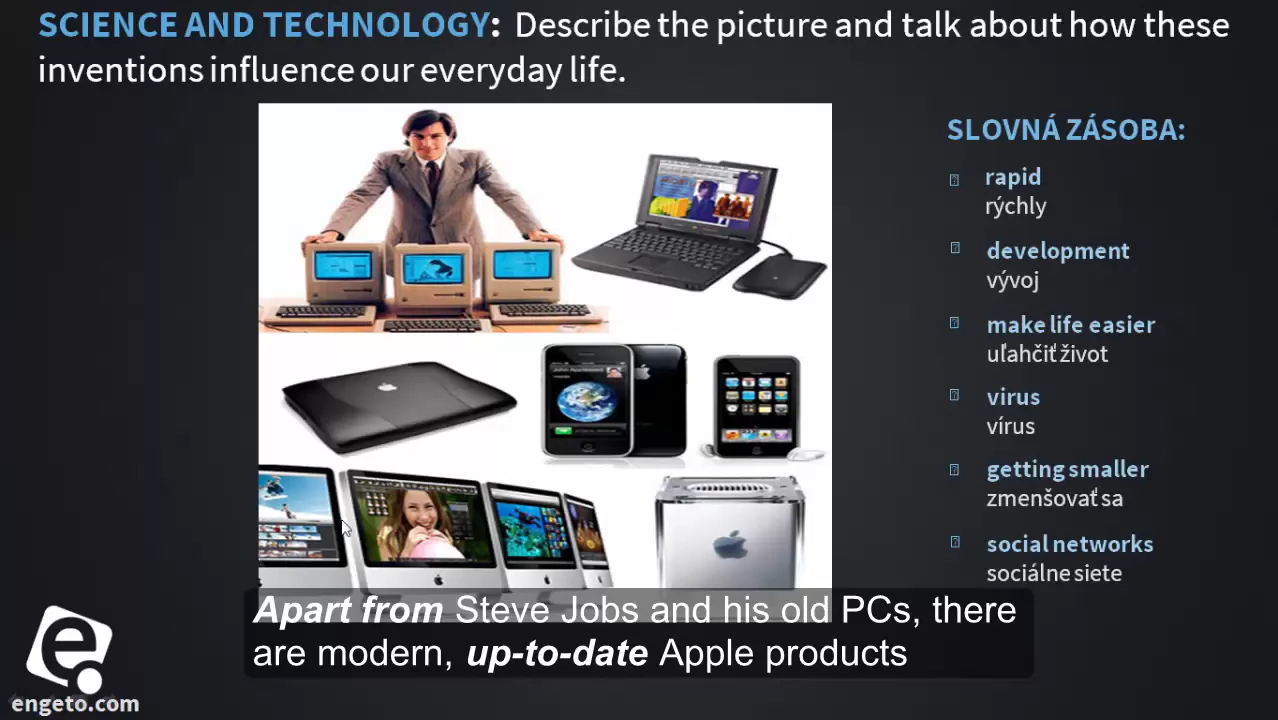 SCIENCE AND TECHNOLOGY: Describe the picture and talk about how these
inventions influence our everyday life.
SLOVNÁ ZÁSOBA:
rapid
rýchly
development
vývoj
make life easier
uľahčiť život
virus
vírus
getting smaller
zmenšovať sa
social networks
sociálne siete
Apart from Steve Jobs and his old PCs, there
are modern, up-to-date Apple products
e
engeto.com